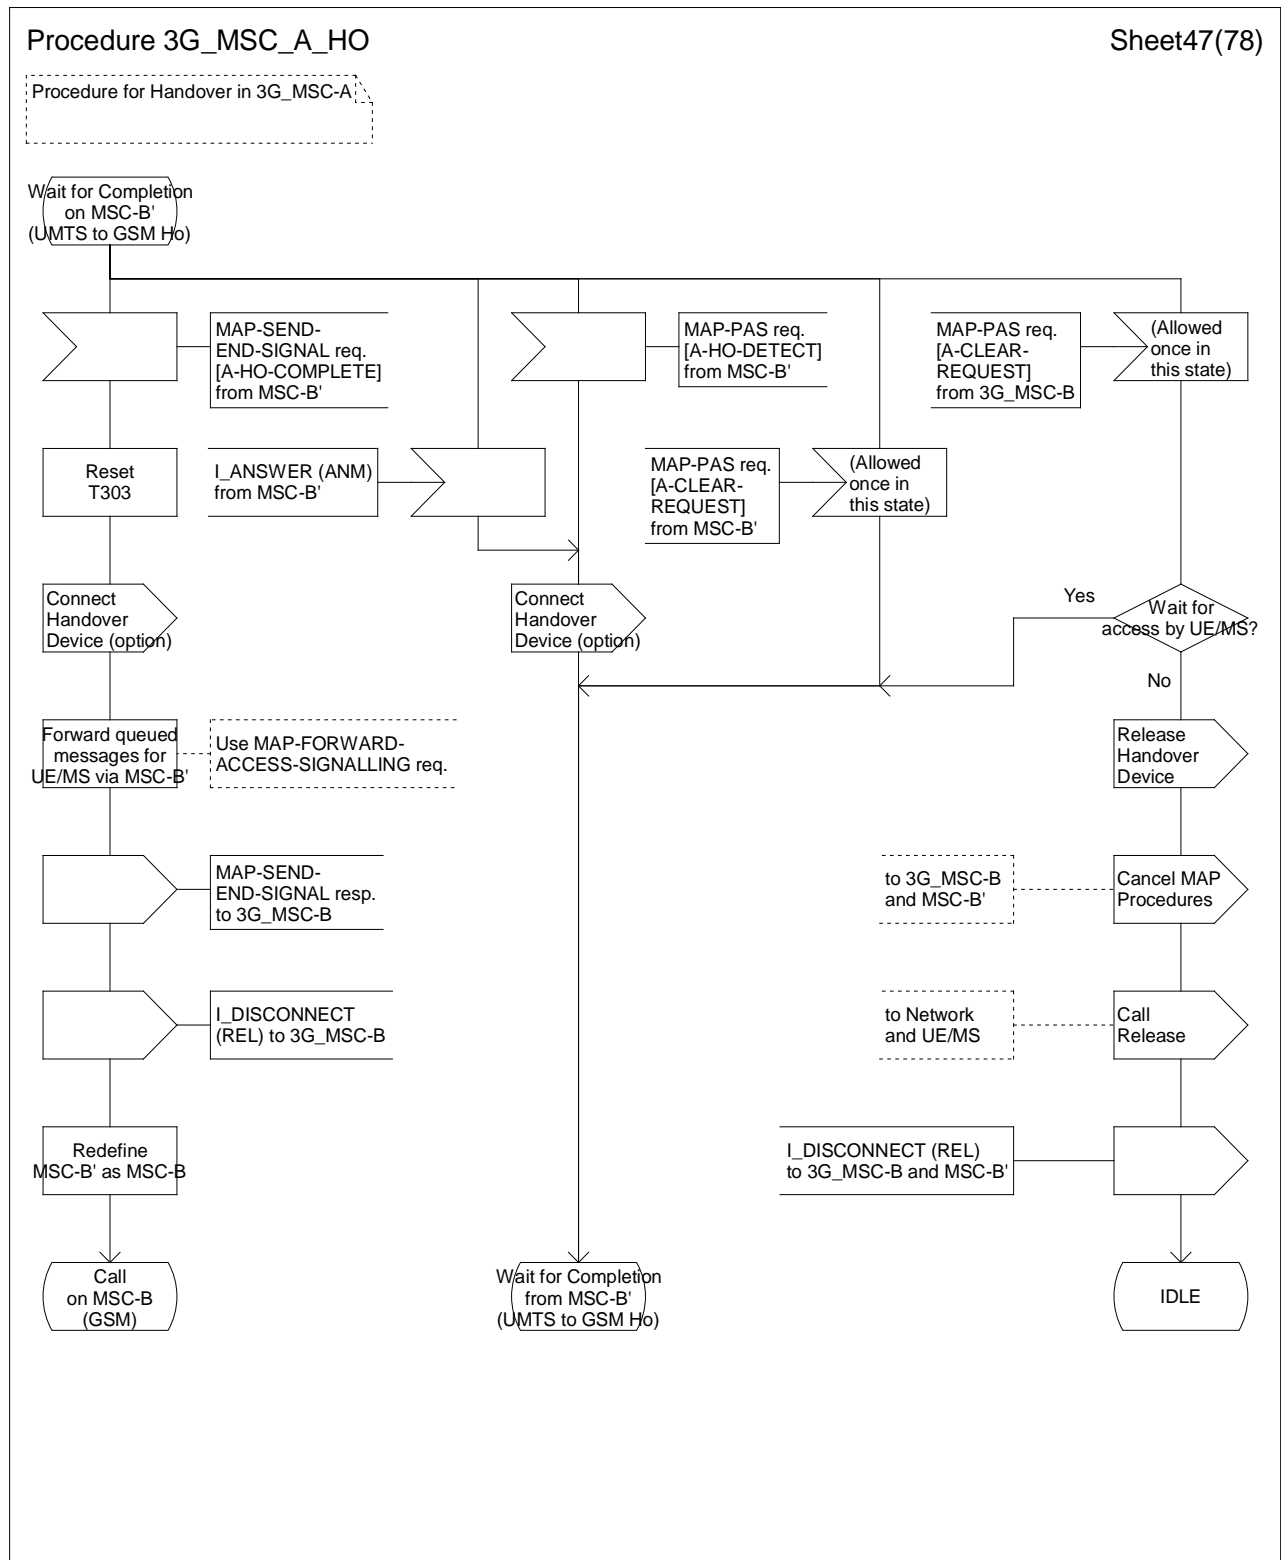 Procedure 3G_MSC_A_HO
Sheet47(78)
Procedure for Handover in 3G_MSC-A
Wait for Completion
on MSC-B'
(UMTS to GSM Ho)
MAP-SEND-
END-SIGNAL req.
[A-HO-COMPLETE]
from MSC-B'
MAP-PAS req.
[A-HO-DETECT]
from MSC-B'
MAP-PAS req.
[A-CLEAR-
REQUEST]
from 3G_MSC-B
(Allowed
once in
this state)
Reset
T303
I_ANSWER (ANM)
from MSC-B'
MAP-PAS req.
[A-CLEAR-
REQUEST]
from MSC-B'
(Allowed
once in
this state)
Connect
Handover
Device (option)
Connect
Handover
Device (option)
Yes
Wait for
access by UE/MS?
No
Forward queued
messages for
UE/MS via MSC-B'
Use MAP-FORWARD-
ACCESS-SIGNALLING req.
Release
Handover
Device
MAP-SEND-
END-SIGNAL resp.
to 3G_MSC-B
to 3G_MSC-B
and MSC-B'
Cancel MAP
Procedures
I_DISCONNECT
(REL) to 3G_MSC-B
to Network
and UE/MS
Call
Release
Redefine
MSC-B' as MSC-B
I_DISCONNECT (REL)
to 3G_MSC-B and MSC-B'
Call
on MSC-B
(GSM)
Wait for Completion
from MSC-B'
(UMTS to GSM Ho)
IDLE